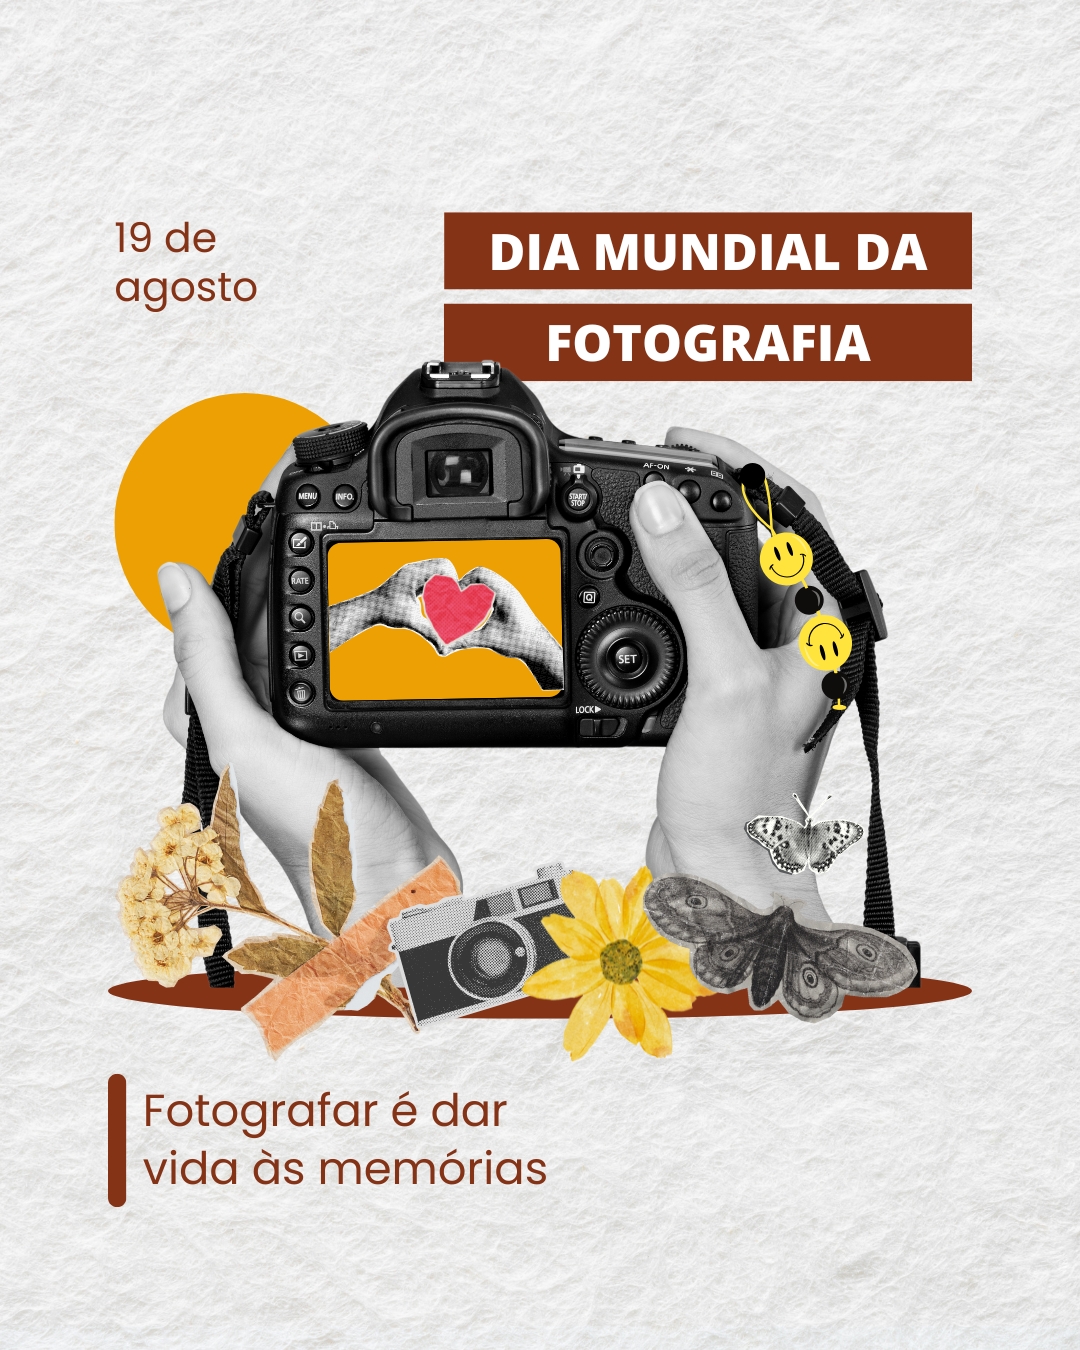 19 de
agosto
DIA MUNDIAL DA
FOTOGRAFIA
MENU
INFO.
START/
STOP
AF-ON
RATE
Q
SET
LOCK▶
Fotografar é dar
vida às memórias